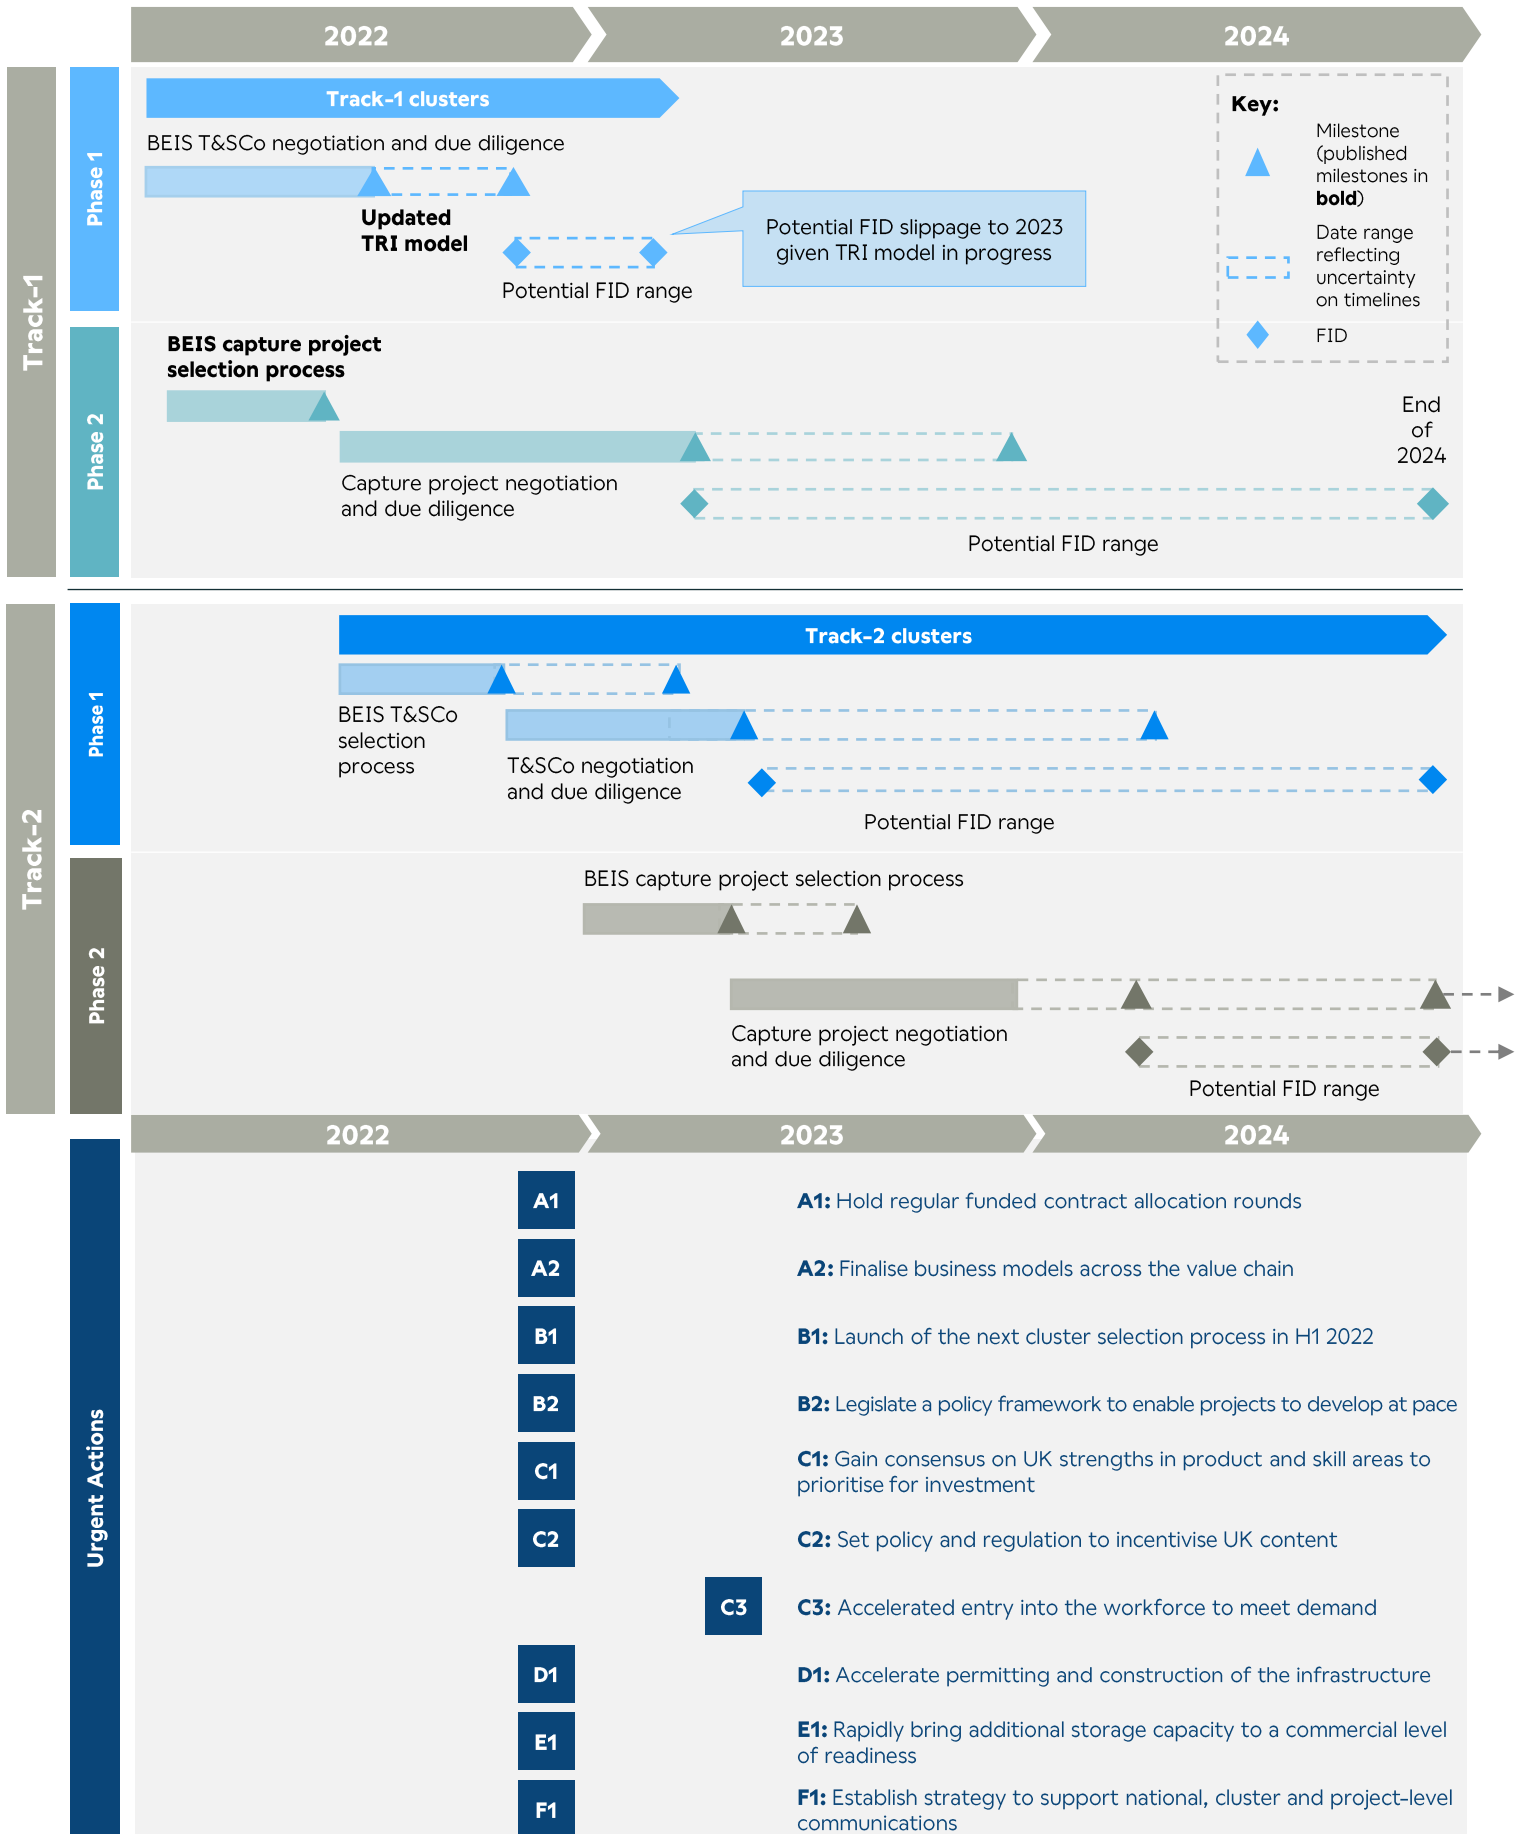 2022
2023
2024
Track-1
Phase 1
Track-1 clusters
BEIS T&SCo negotiation and due diligence
Updated
TRI model
Potential FID slippage to 2023
given TRI model in progress
Potential FID range
Key:
Milestone
(published
milestones in
bold)
Date range
reflecting
uncertainty
on timelines
FID
Phase 2
BEIS capture project
selection process
End
of
2024
Capture project negotiation
and due diligence
Potential FID range
Track-2
Phase 1
Track-2 clusters
BEIS T&SCo
selection
process
T&SCo negotiation
and due diligence
Potential FID range
Phase 2
BEIS capture project selection process
Capture project negotiation
and due diligence
Potential FID range
2022
2023
2024
Urgent Actions
A1
A1: Hold regular funded contract allocation rounds
A2
A2: Finalise business models across the value chain
B1
B1: Launch of the next cluster selection process in H1 2022
B2
B2: Legislate a policy framework to enable projects to develop at pace
C1
C1: Gain consensus on UK strengths in product and skill areas to
prioritise for investment
C2
C2: Set policy and regulation to incentivise UK content
C3
C3: Accelerated entry into the workforce to meet demand
D1
D1: Accelerate permitting and construction of the infrastructure
E1
E1: Rapidly bring additional storage capacity to a commercial level
of readiness
F1
F1: Establish strategy to support national, cluster and project-level
communications